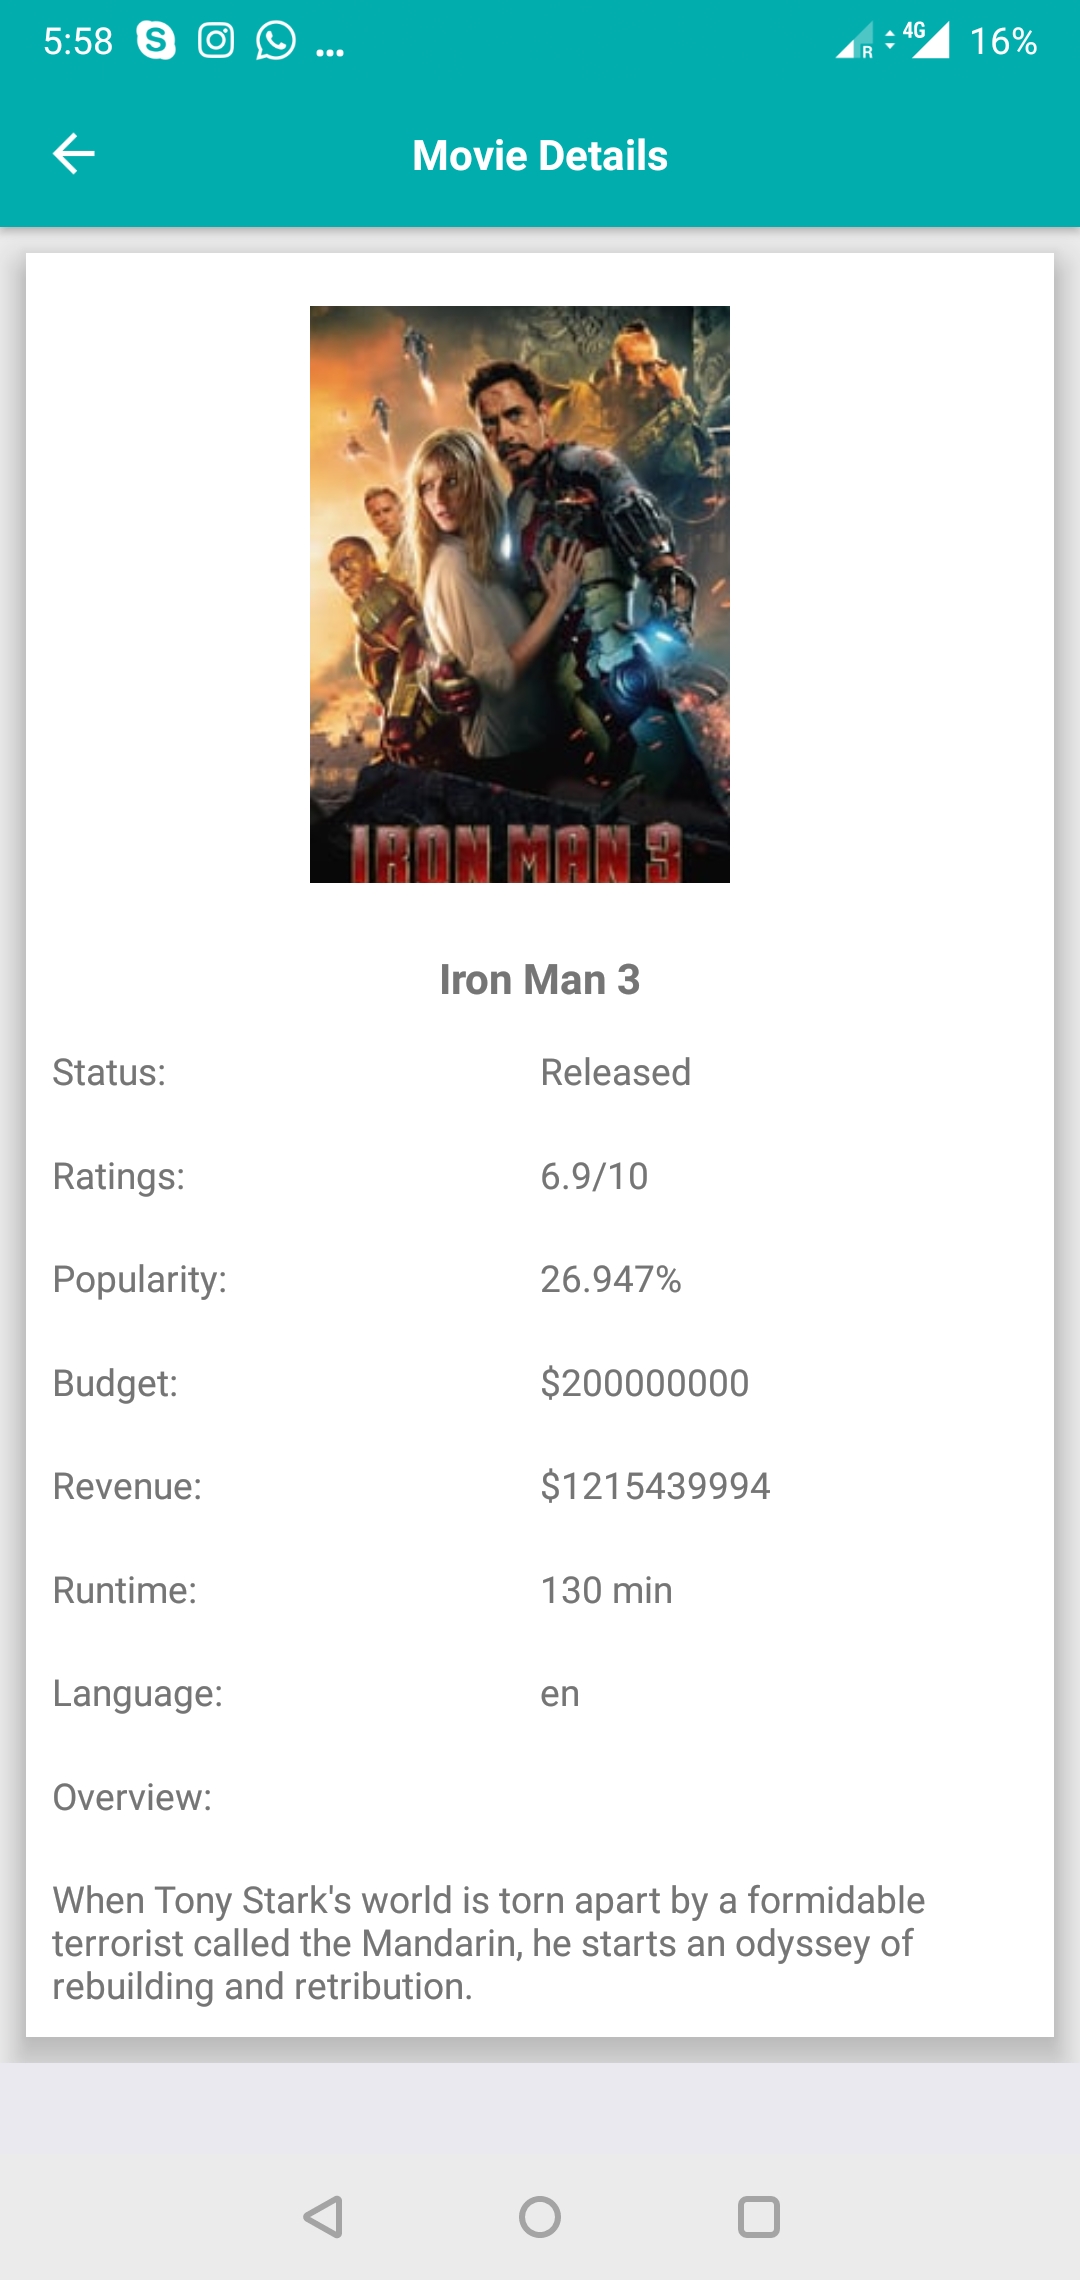 5:58 ... R 4G 16%
Movie Details
IRON MAN 3
Iron Man 3
Status: Released
Ratings: 6.9/10
Popularity: 26.947%
Budget: $200000000
Revenue: $1215439994
Runtime: 130 min
Language: en
Overview:
When Tony Stark's world is torn apart by a formidable
terrorist called the Mandarin, he starts an odyssey of
rebuilding and retribution.